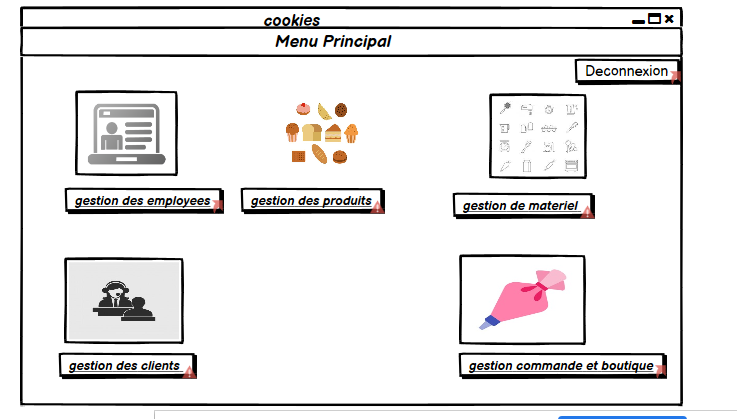 cookies
Menu Principal
Deconnexion
gestion des employees
gestion des produits
gestion de materiel
gestion des clients
gestion commande et boutique